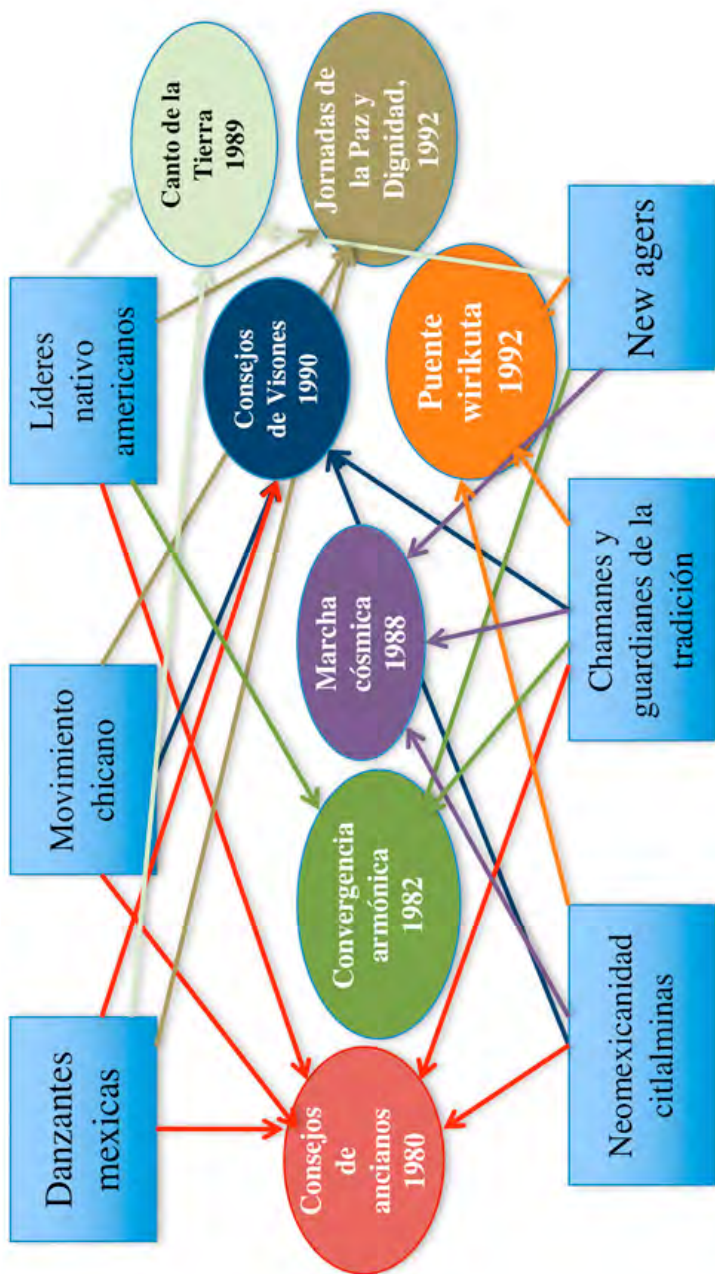 Danzantes
mexicas
Movimiento
chicano
Líderes
nativo
americanos
Consejos
de
ancianos
1980
Convergencia
armónica
1982
Marcha
cósmica
1988
Consejos
de Visones
1990
Canto de la
Tierra
1989
Jornadas de
la Paz y
Dignidad,
1992
Puente
wirikuta
1992
Neomexicanidad
citlalminas
Chamanes y
guardianes de la
tradición
New agers